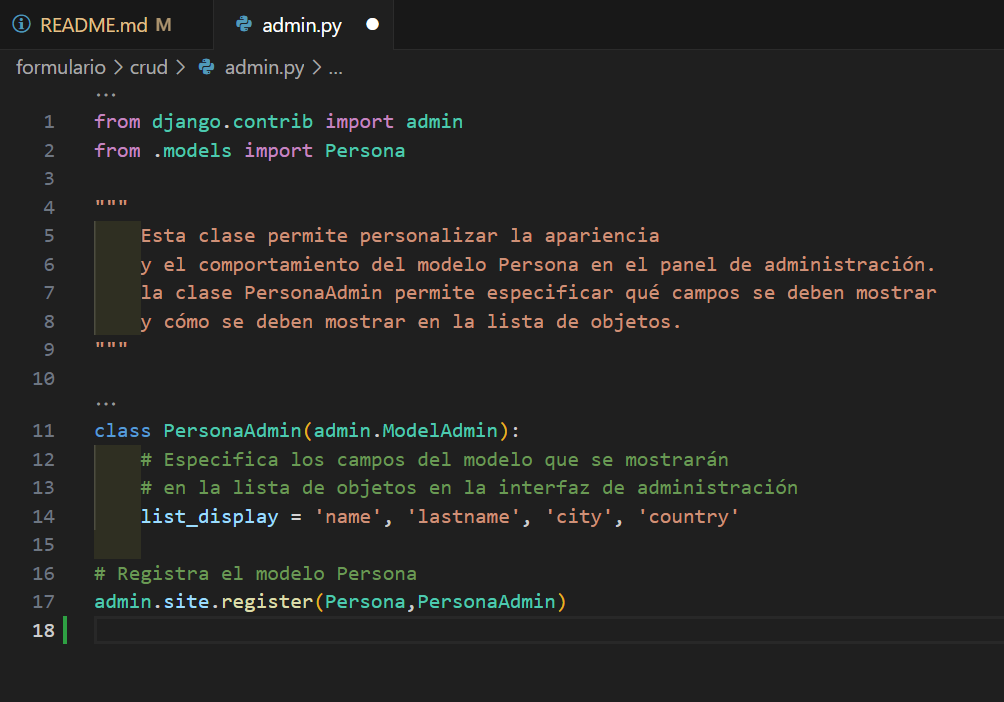 README.md M
admin.py
formulario > crud > admin.py > ...
...
1 from django.contrib import admin
2 from .models import Persona
3
4 """
5     Esta clase permite personalizar la apariencia
6     y el comportamiento del modelo Persona en el panel de administración.
7     la clase PersonaAdmin permite especificar qué campos se deben mostrar
8     y cómo se deben mostrar en la lista de objetos.
9 """
10
...
11 class PersonaAdmin(admin.ModelAdmin):
12     # Especifica los campos del modelo que se mostrarán
13     # en la lista de objetos en la interfaz de administración
14     list_display = 'name', 'lastname', 'city', 'country'
15
16 # Registra el modelo Persona
17 admin.site.register(Persona,PersonaAdmin)
18